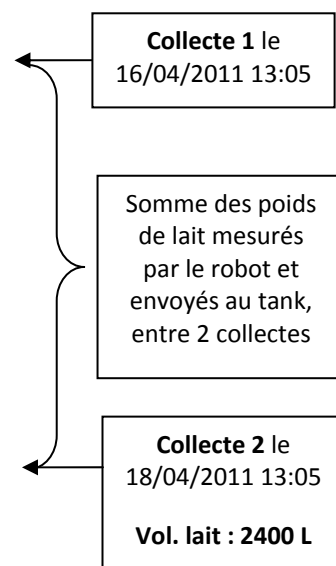 Collecte 1 le
16/04/2011 13:05
Somme des poids
de lait mesurés
par le robot et
envoyés au tank,
entre 2 collectes
Collecte 2 le
18/04/2011 13:05
Vol. lait : 2400 L